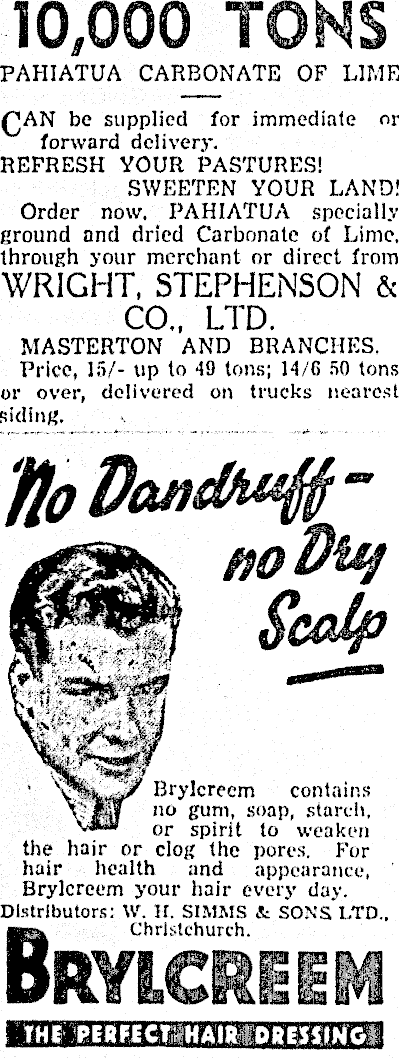 10,000 TONS
PAHIATUA CARBONATE OF LIME
CAN be supplied for immediate or
forward delivery.
REFRESH YOUR PASTURES!
SWEETEN YOUR LAND!
Order now. PAHIATUA specially
ground and dried Carbonate of Lime,
through your merchant or direct from
WRIGHT, STEPHENSON &
CO., LTD.
MASTERTON AND BRANCHES.
Price, 15/- up to 49 tons; 14/6 50 tons
or over, delivered on trucks nearest
siding.
No Dandruff-
no Dry
Scalp
Brylcreem contains
no gum, soap, starch,
or spirit to weaken
the hair or clog the pores. For
hair health and appearance,
Brylcreem your hair every day.
Distributors: W. H. SIMMS & SONS LTD.,
Christchurch.
BRYLCREEM
THE PERFECT HAIR DRESSING